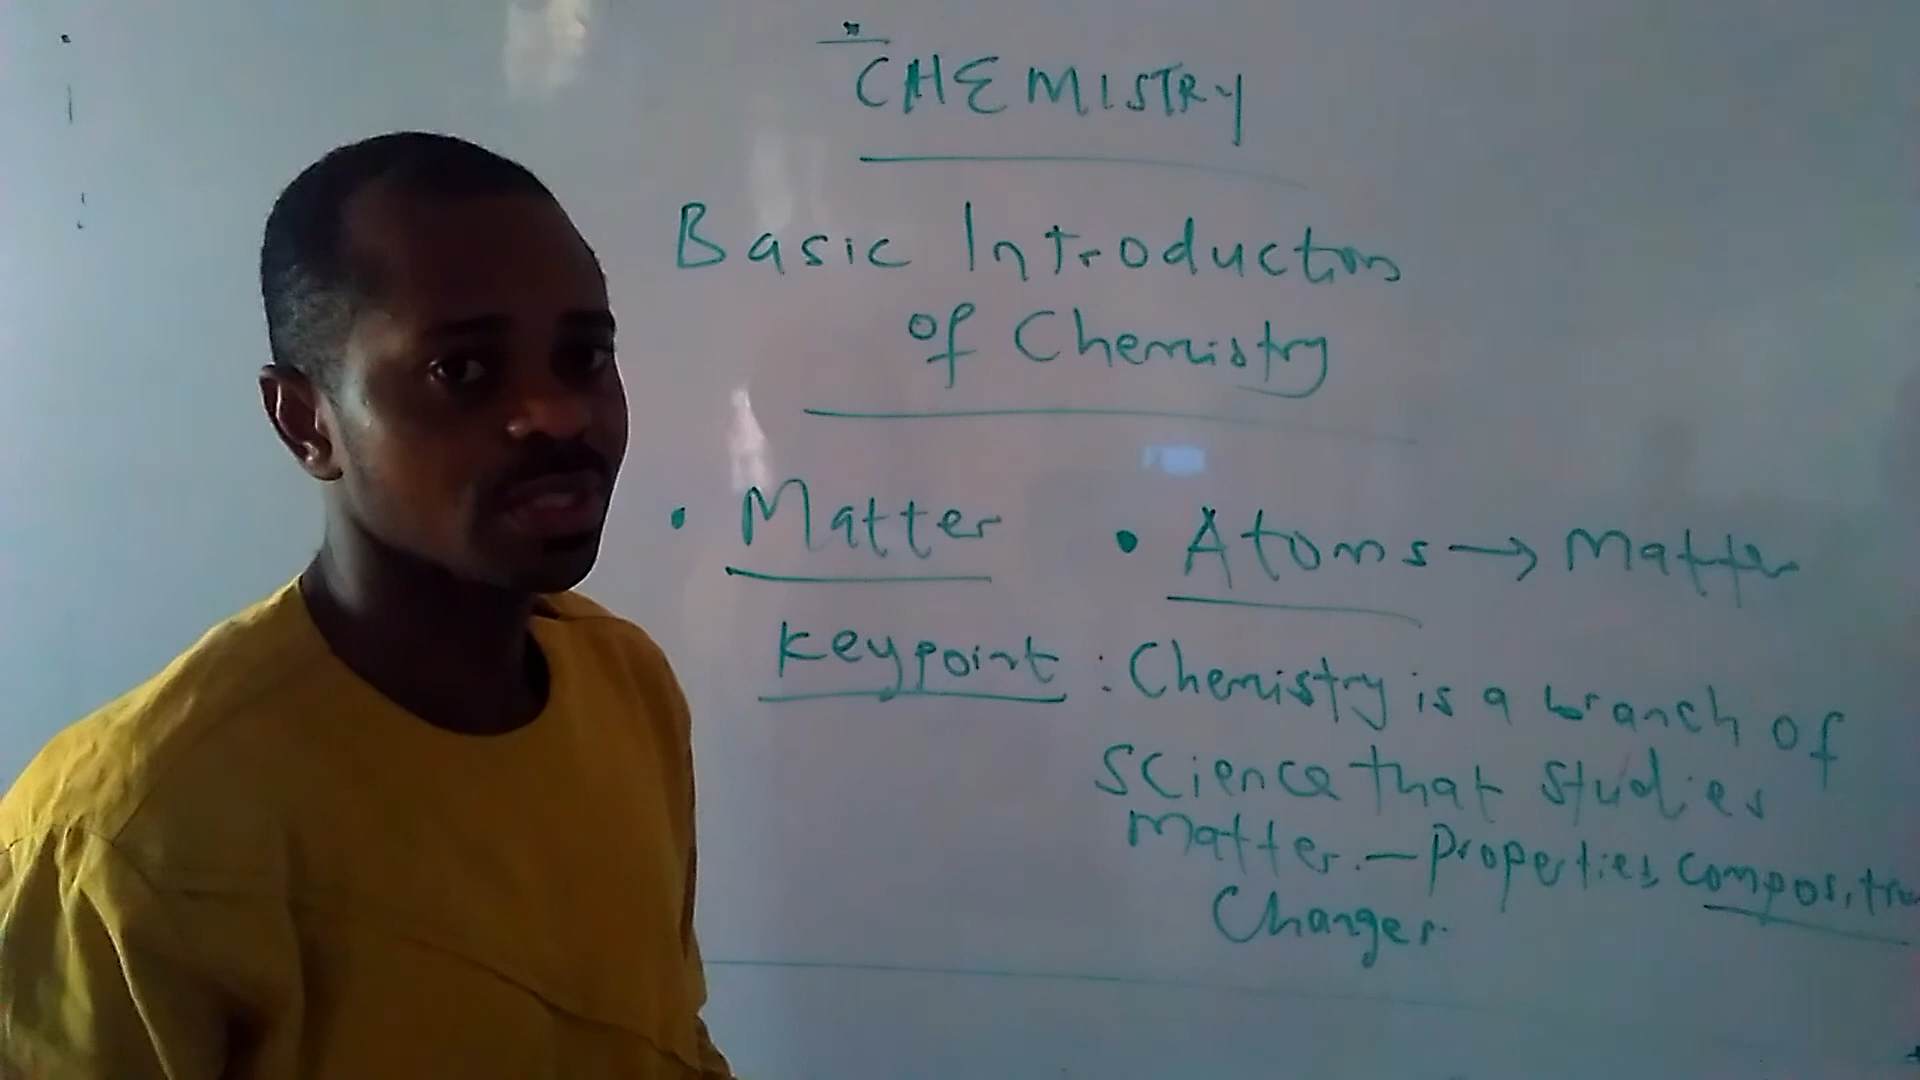 CHEMISTRY
Basic Introduction
of Chemistry
• Matter • Atoms → Matter
Keypoint : Chemistry is a branch of
science that studies
Matter. — Properties composition
Changes.